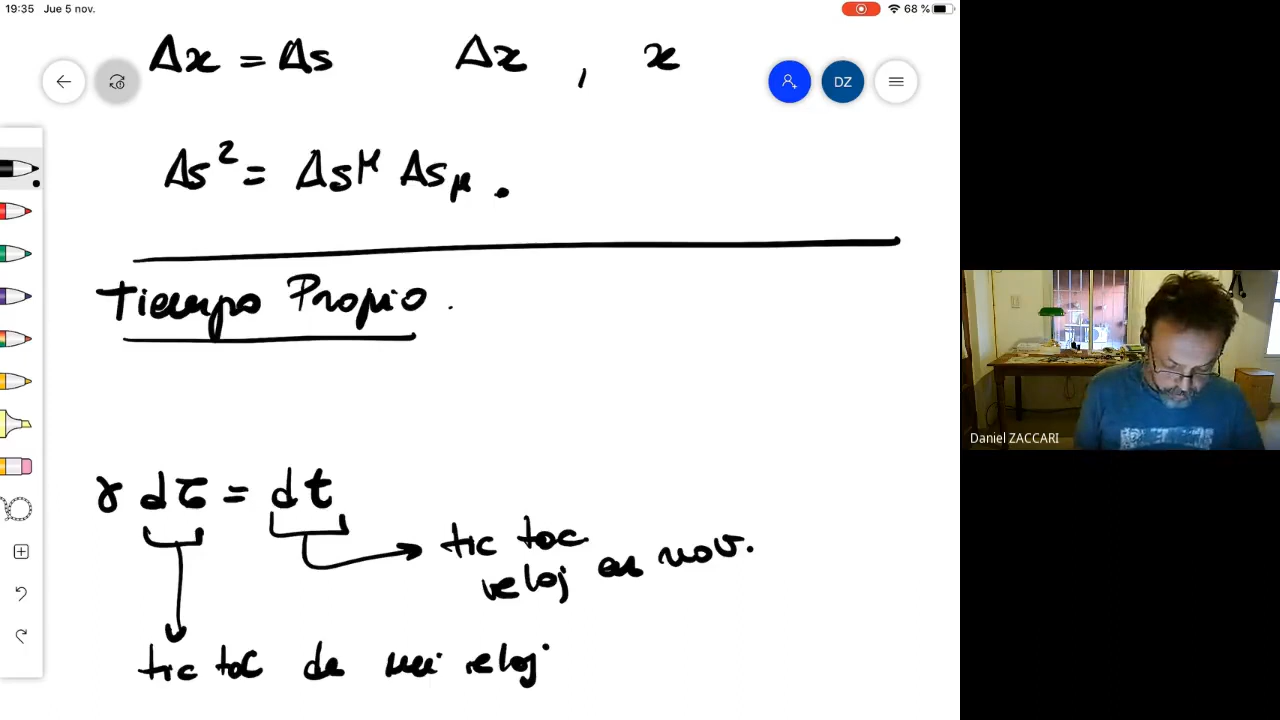 19:35 Jue 5 nov.
68 %
Δx = Δs Δx , x
DZ
Δs² = Δs^μ Δs_μ .
Tiempo Propio .
γ dτ = dt
tic toc
reloj en mov.
tic toc de mi reloj
Daniel ZACCARI